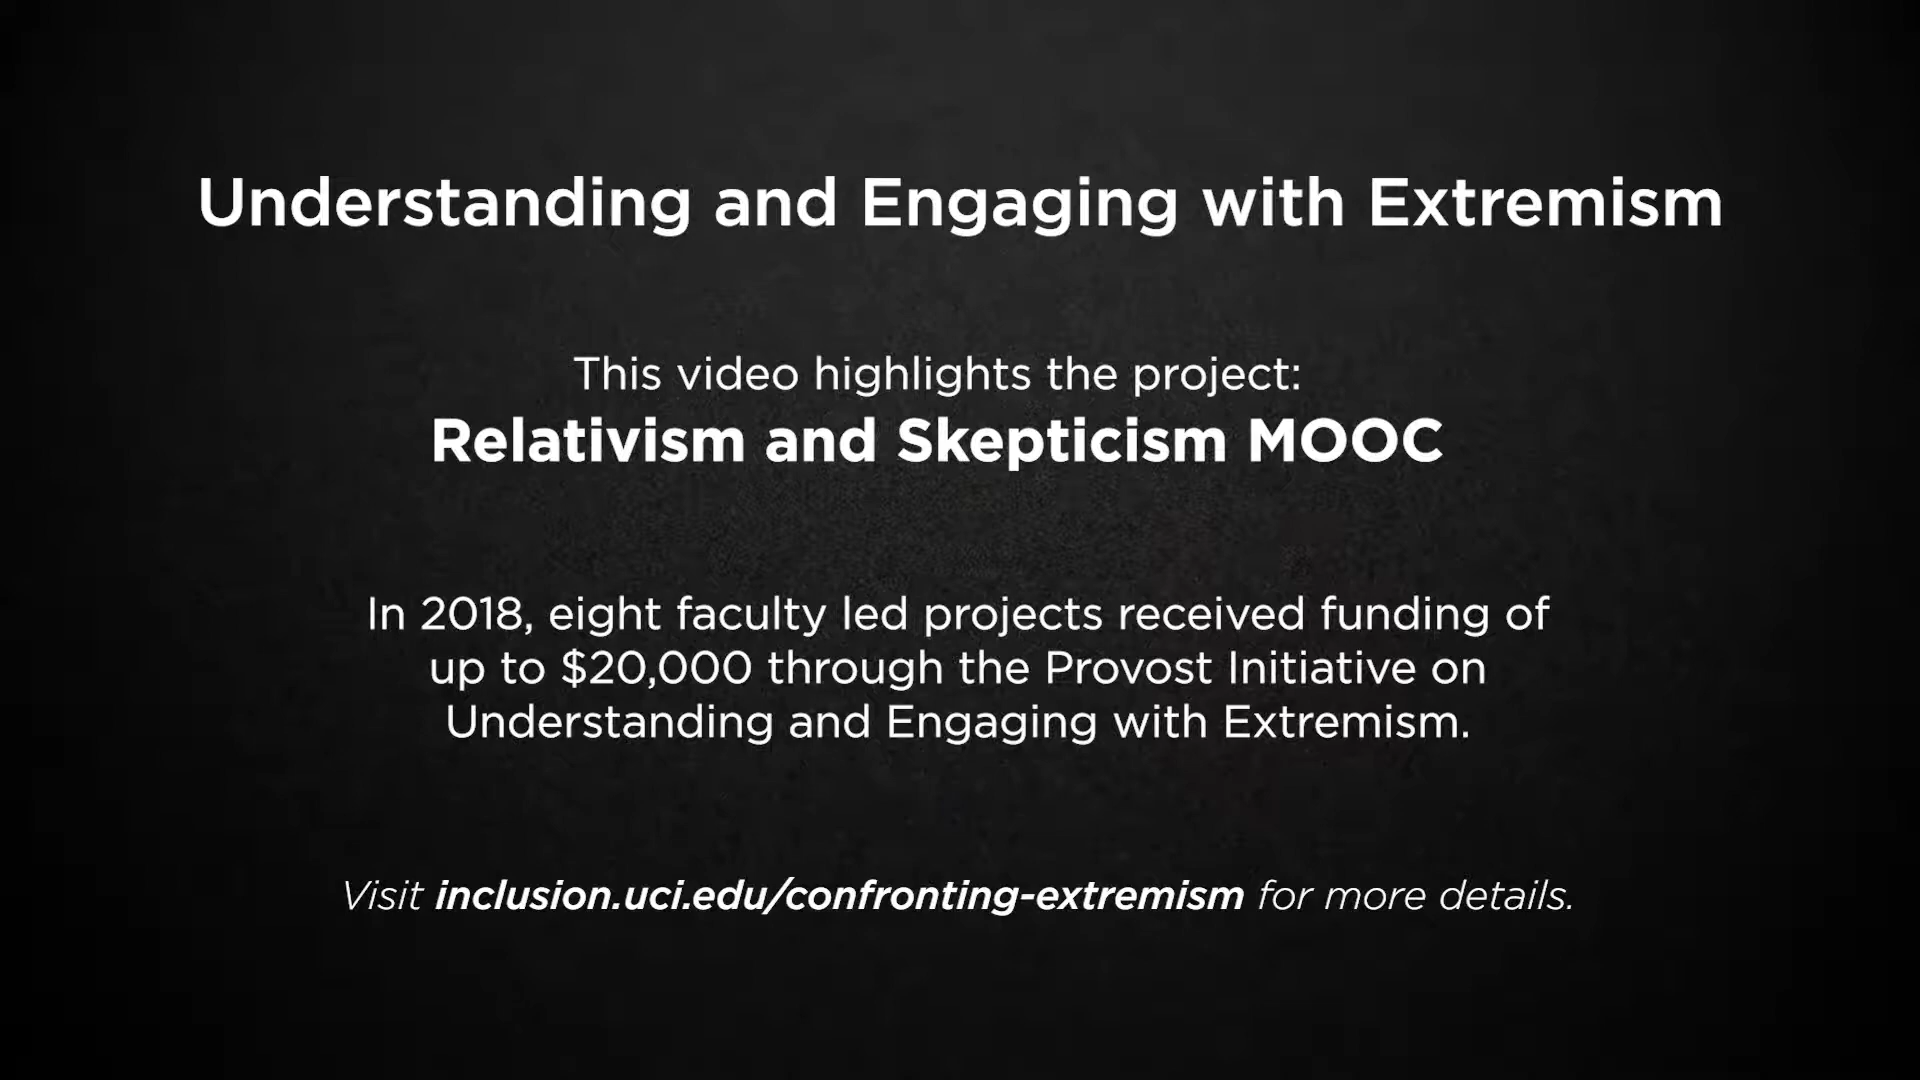 Understanding and Engaging with Extremism
This video highlights the project:
Relativism and Skepticism MOOC
In 2018, eight faculty led projects received funding of
up to $20,000 through the Provost Initiative on
Understanding and Engaging with Extremism.
Visit inclusion.uci.edu/confronting-extremism for more details.